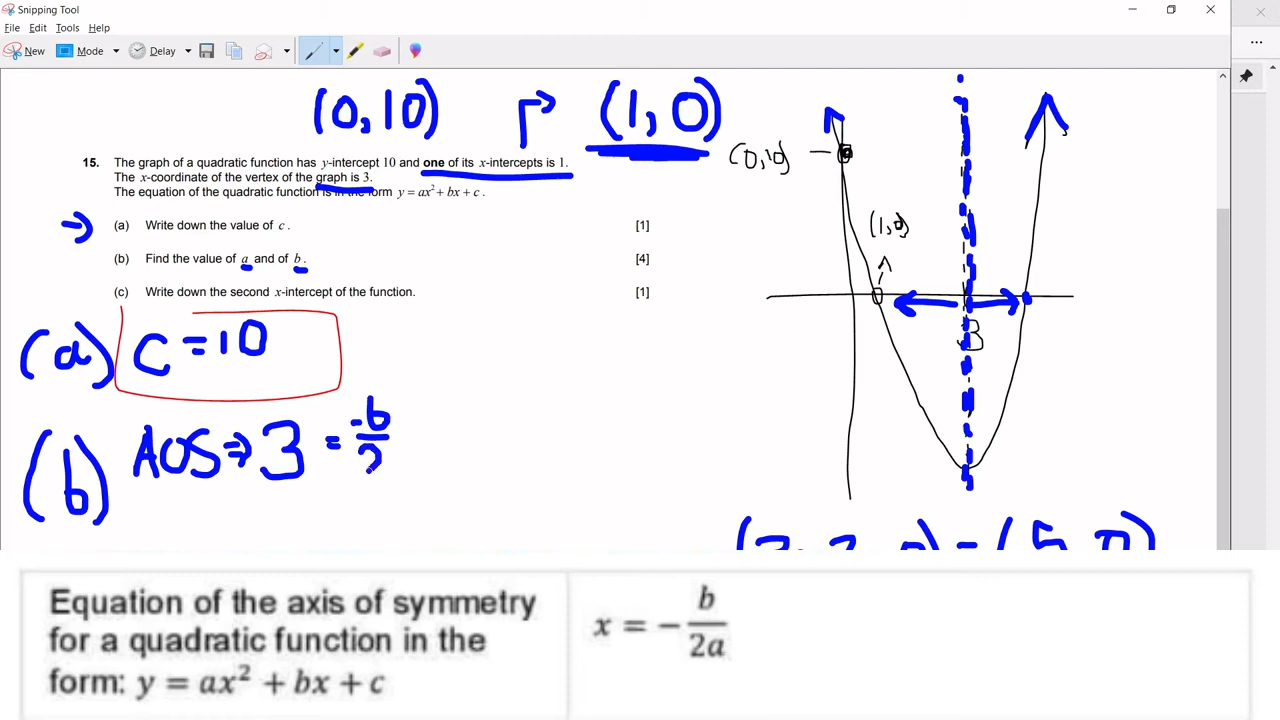 Snipping Tool
File Edit Tools Help
New Mode Delay
(0,10) (1,0)
(0,10)
15. The graph of a quadratic function has y-intercept 10 and one of its x-intercepts is 1.
The x-coordinate of the vertex of the graph is 3.
The equation of the quadratic function is in the form y = ax² + bx + c .
(a) Write down the value of c . [1]
(1,0)
(b) Find the value of a and of b . [4]
(c) Write down the second x-intercept of the function. [1]
3
(a) C = 10
(b) AOS ⇒ 3 = -b/2
Equation of the axis of symmetry
for a quadratic function in the
form: y = ax² + bx + c
x = − b/2a